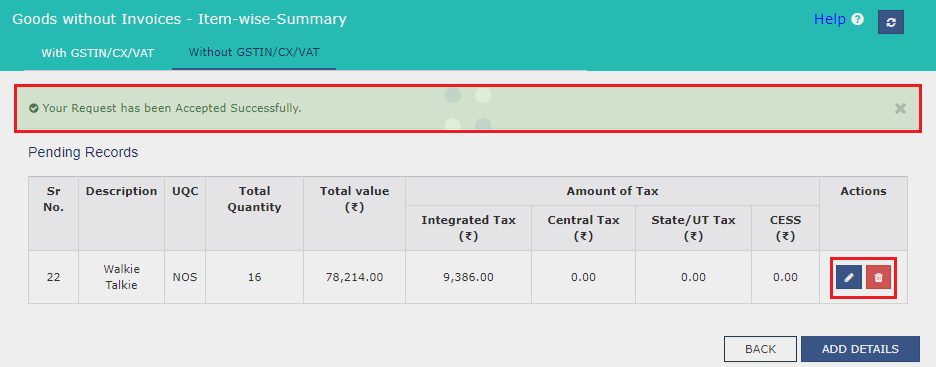 Goods without Invoices - Item-wise-Summary
Help
With GSTIN/CX/VAT
Without GSTIN/CX/VAT
Your Request has been Accepted Successfully.
Pending Records
Sr No.
Description
UQC
Total Quantity
Total value (₹)
Amount of Tax
Actions
Integrated Tax (₹)
Central Tax (₹)
State/UT Tax (₹)
CESS (₹)
22
Walkie Talkie
NOS
16
78,214.00
9,386.00
0.00
0.00
0.00
BACK
ADD DETAILS